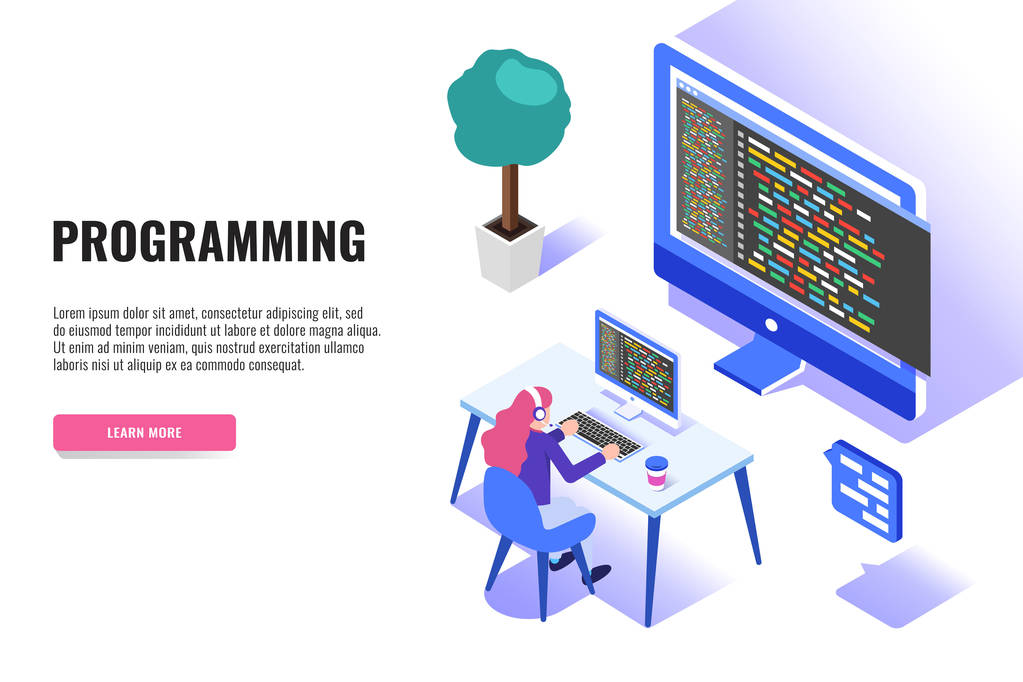 PROGRAMMING
Lorem ipsum dolor sit amet, consectetur adipiscing elit, sed
do eiusmod tempor incididunt ut labore et dolore magna aliqua.
Ut enim ad minim veniam, quis nostrud exercitation ullamco
laboris nisi ut aliquip ex ea commodo consequat.
LEARN MORE